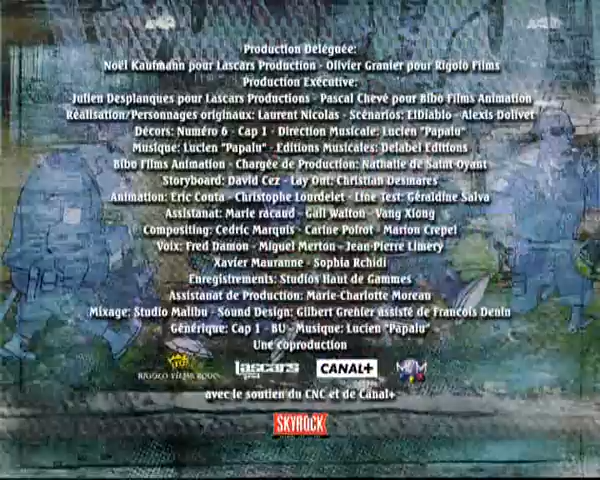 Production Deléguée:
Noël Kaufmann pour Lascars Production - Olivier Granier pour Rigolo Films
Production Exécutive:
Julien Desplanques pour Lascars Productions - Pascal Chevé pour Bibo Films Animation
Réalisation/Personnages originaux: Laurent Nicolas - Scénarios: ElDiablo - Alexis Dolivet
Décors: Numéro 6 - Cap 1 - Direction Musicale: Lucien "Papalu"
Musique: Lucien "Papalu" - Editions Musicales: Delabel Editions
Bibo Films Animation - Chargée de Production: Nathalie de Saint-Oyant
Storyboard: David Cez - Lay Out: Christian Desmares
Animation: Eric Couta - Christophe Lourdelet - Line Test: Géraldine Salva
Assistanat: Marie racaud - Gail Walton - Vang Xiong
Compositing: Cedric Marquis - Carine Poirot - Marion Crepel
Voix: Fred Damon - Miguel Merton - Jean-Pierre Limery
Xavier Mauranne - Sophia Rchidi
Enregistrements: Studios Haut de Gammes
Assistanat de Production: Marie-Charlotte Moreau
Mixage: Studio Malibu - Sound Design: Gilbert Grehier assisté de François Denin
Générique: Cap 1 - BU - Musique: Lucien "Papalu"
Une coproduction
RIGOLO FILMS 2000 lascars CANAL+ MCM
avec le soutien du CNC et de Canal+
SKYROCK